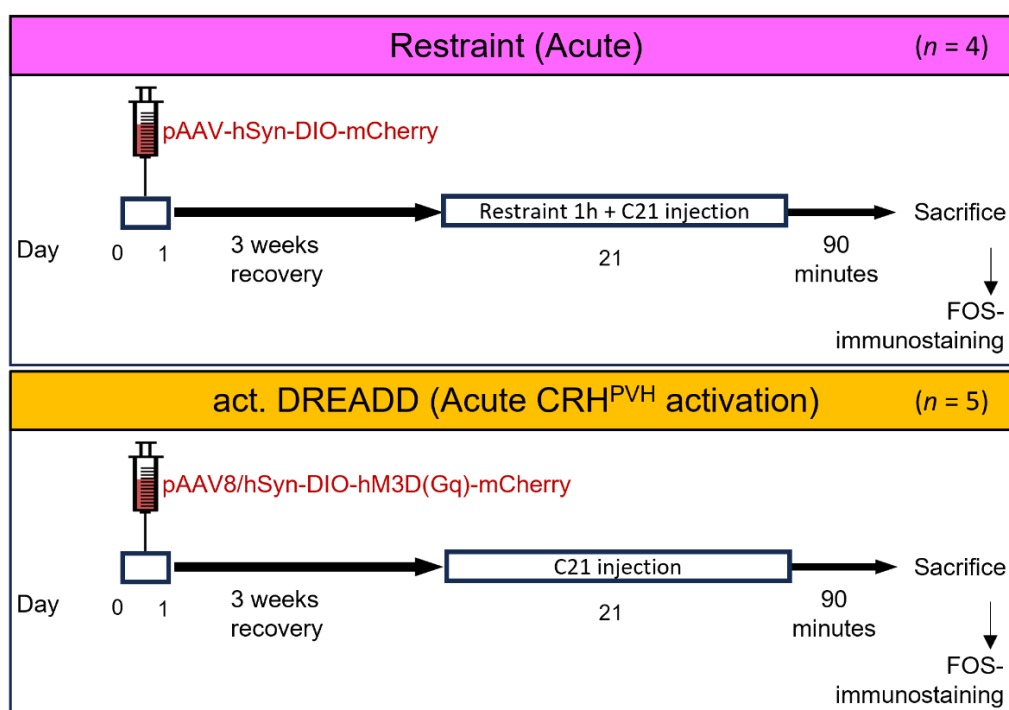 Restraint (Acute) (n = 4)
pAAV-hSyn-DIO-mCherry
Restraint 1h + C21 injection
Sacrifice
Day 0 1 3 weeks 21 90
recovery minutes
FOS-
immunostaining
act. DREADD (Acute CRHᴾⱽᴴ activation) (n = 5)
pAAV8/hSyn-DIO-hM3D(Gq)-mCherry
C21 injection
Sacrifice
Day 0 1 3 weeks 21 90
recovery minutes
FOS-
immunostaining